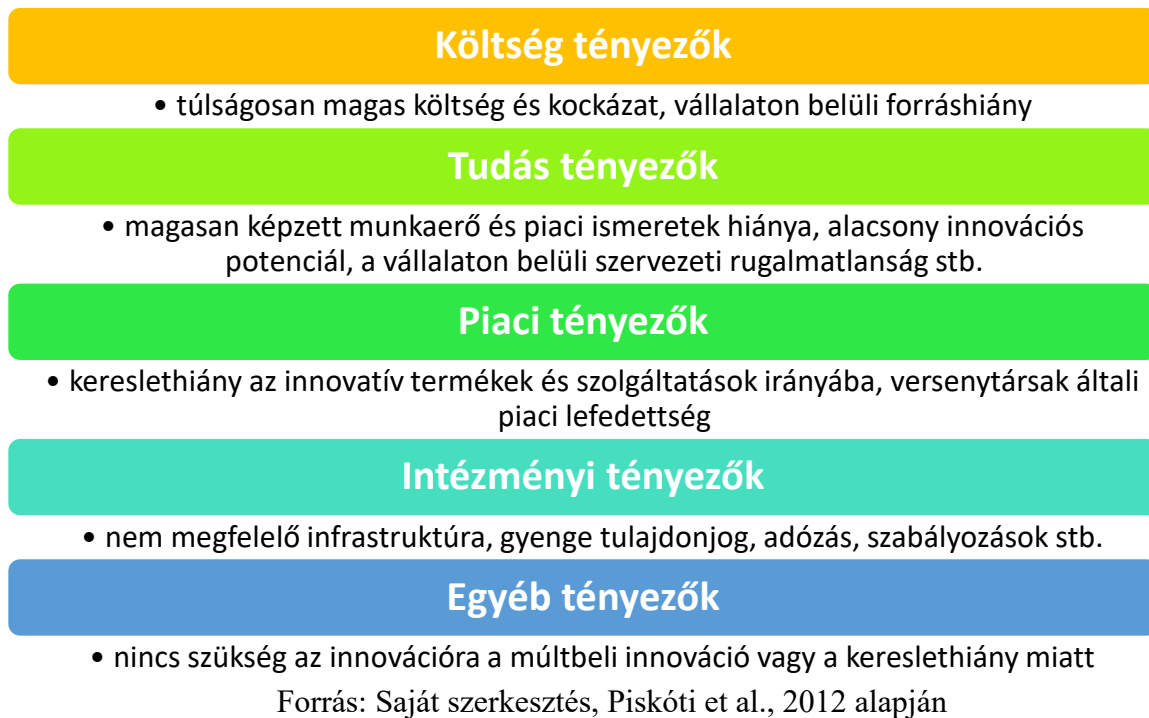 Költség tényezők
• túlságosan magas költség és kockázat, vállalaton belüli forráshiány
Tudás tényezők
• magasan képzett munkaerő és piaci ismeretek hiánya, alacsony innovációs
potenciál, a vállalaton belüli szervezeti rugalmatlanság stb.
Piaci tényezők
• kereslethiány az innovatív termékek és szolgáltatások irányába, versenytársak általi
piaci lefedettség
Intézményi tényezők
• nem megfelelő infrastruktúra, gyenge tulajdonjog, adózás, szabályozások stb.
Egyéb tényezők
• nincs szükség az innovációra a múltbeli innováció vagy a kereslethiány miatt
Forrás: Saját szerkesztés, Piskóti et al., 2012 alapján